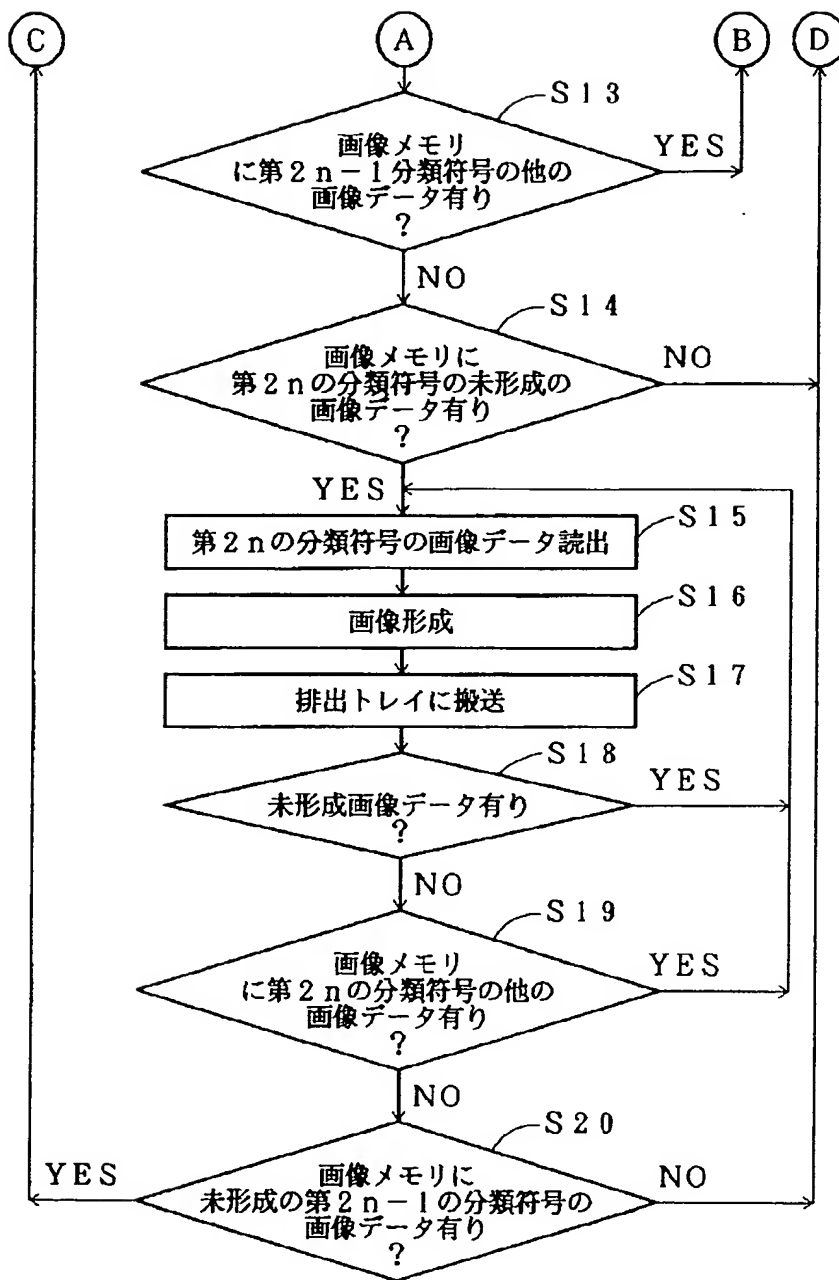 C
A
B
D
S13
画像メモリ
に第2n−1分類符号の他の
画像データ有り
?
YES
NO
S14
画像メモリに
第2nの分類符号の未形成の
画像データ有り
?
NO
YES
S15
第2nの分類符号の画像データ読出
S16
画像形成
S17
排出トレイに搬送
S18
未形成画像データ有り
?
YES
NO
S19
画像メモリ
に第2nの分類符号の他の
画像データ有り
?
YES
NO
S20
YES
画像メモリに
未形成の第2n−1の分類符号の
画像データ有り
?
NO